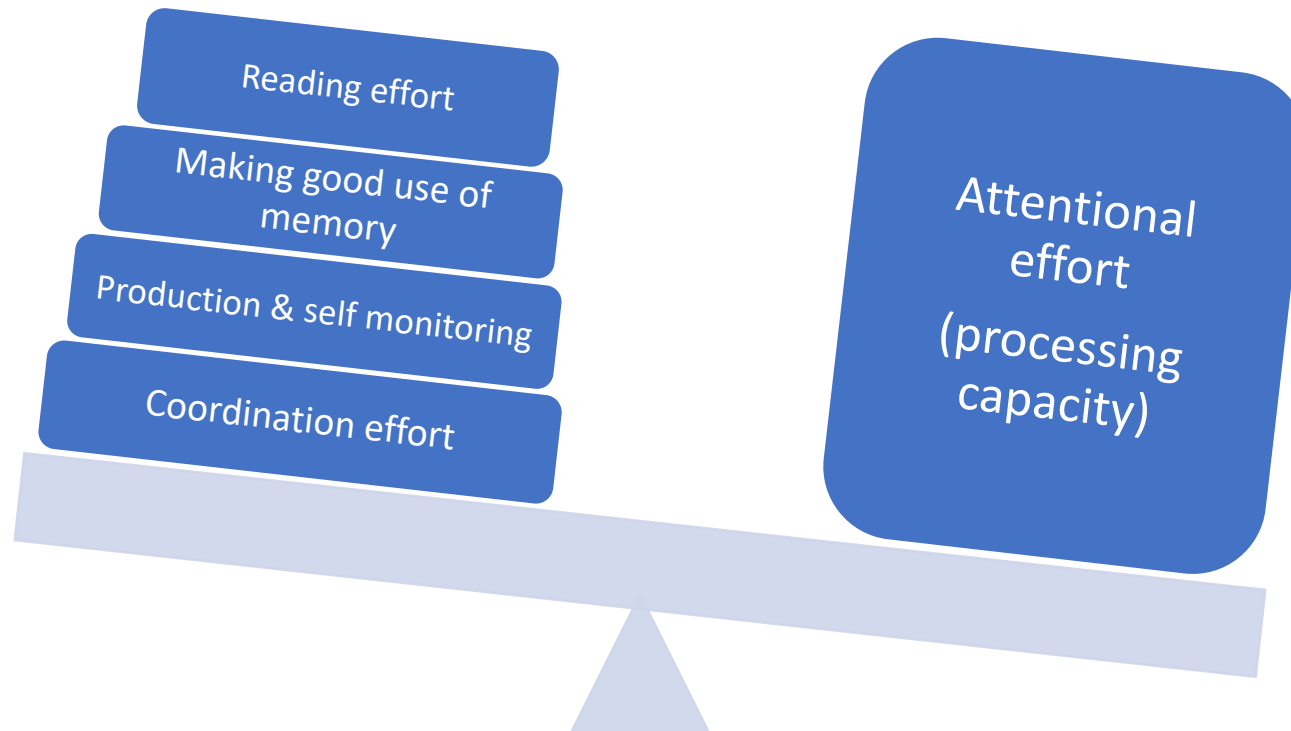 Reading effort
Making good use of
memory
Production & self monitoring
Coordination effort
Attentional
effort
(processing
capacity)